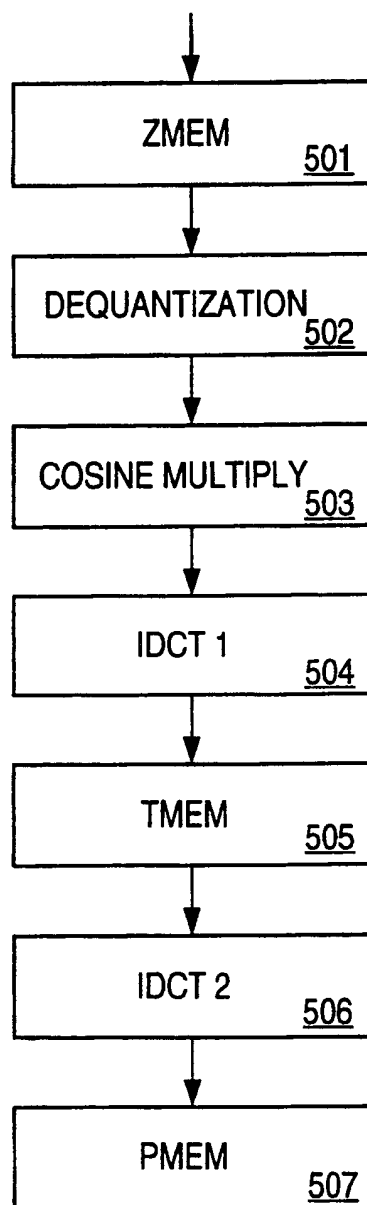 ZMEM
501
DEQUANTIZATION
502
COSINE MULTIPLY
503
IDCT 1
504
TMEM
505
IDCT 2
506
PMEM
507